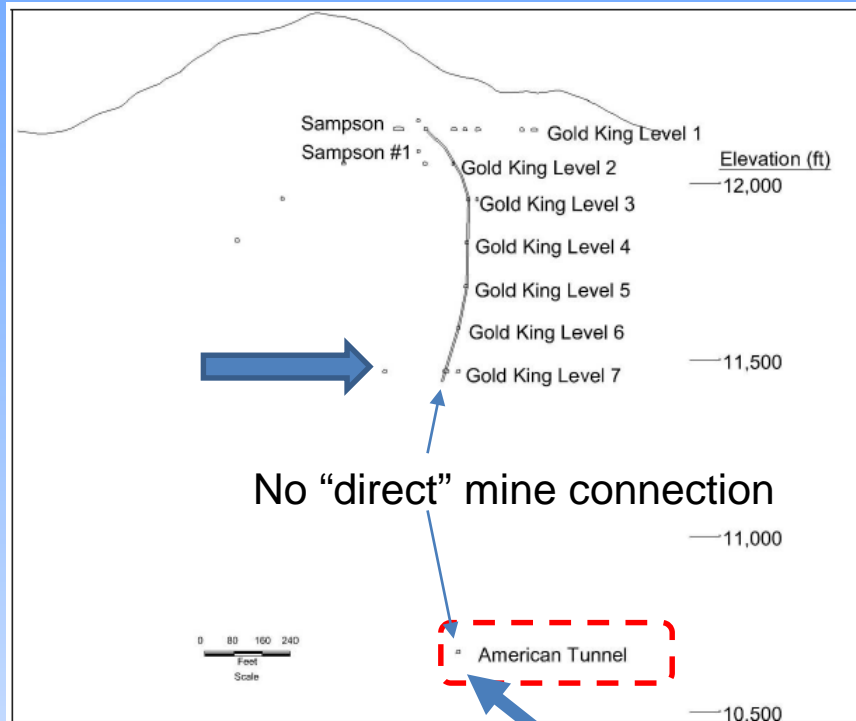 Sampson
Gold King Level 1
Sampson #1
Gold King Level 2
Elevation (ft)
12,000
Gold King Level 3
Gold King Level 4
Gold King Level 5
Gold King Level 6
11,500
Gold King Level 7
No “direct” mine connection
11,000
0 80 160 240
Feet
Scale
American Tunnel
10,500